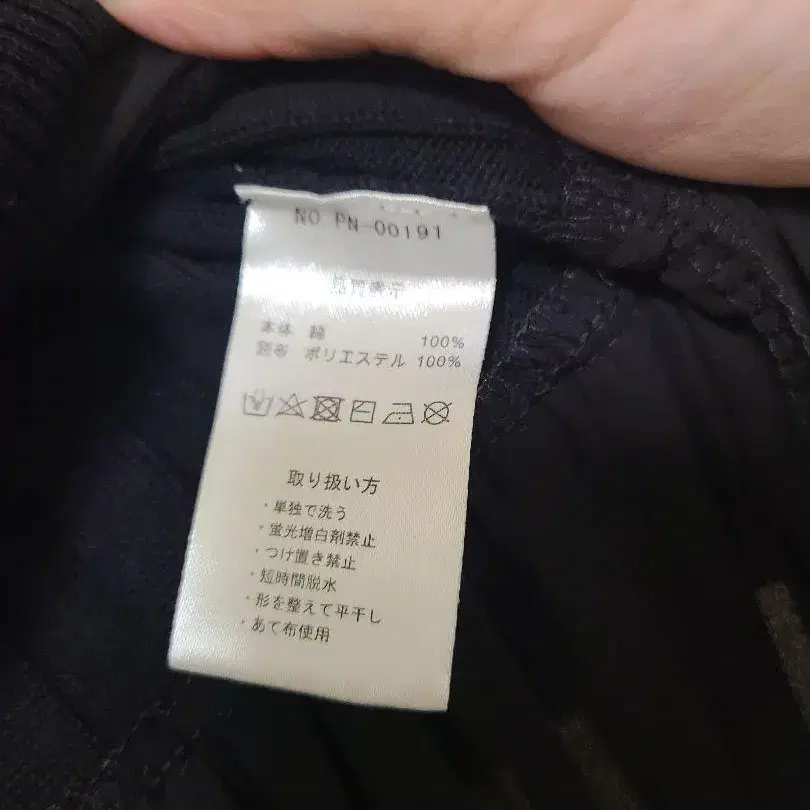 NO PN-00191
品質表示
本体 綿 100%
別布 ポリエステル 100%
取り扱い方
・単独で洗う
・蛍光増白剤禁止
・つけ置き禁止
・短時間脱水
・形を整えて平干し
・あて布使用